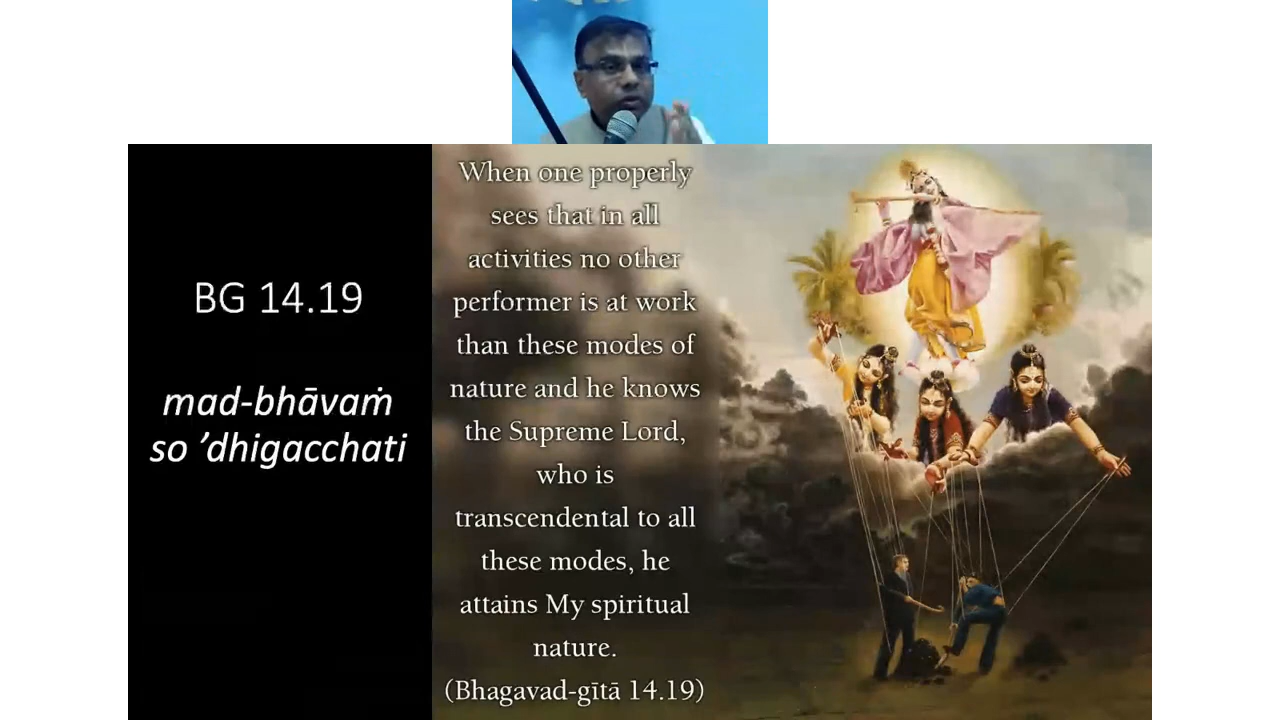 BG 14.19
mad-bhāvaṁ
so ’dhigacchati
When one properly
sees that in all
activities no other
performer is at work
than these modes of
nature and he knows
the Supreme Lord,
who is
transcendental to all
these modes, he
attains My spiritual
nature.
(Bhagavad-gītā 14.19)